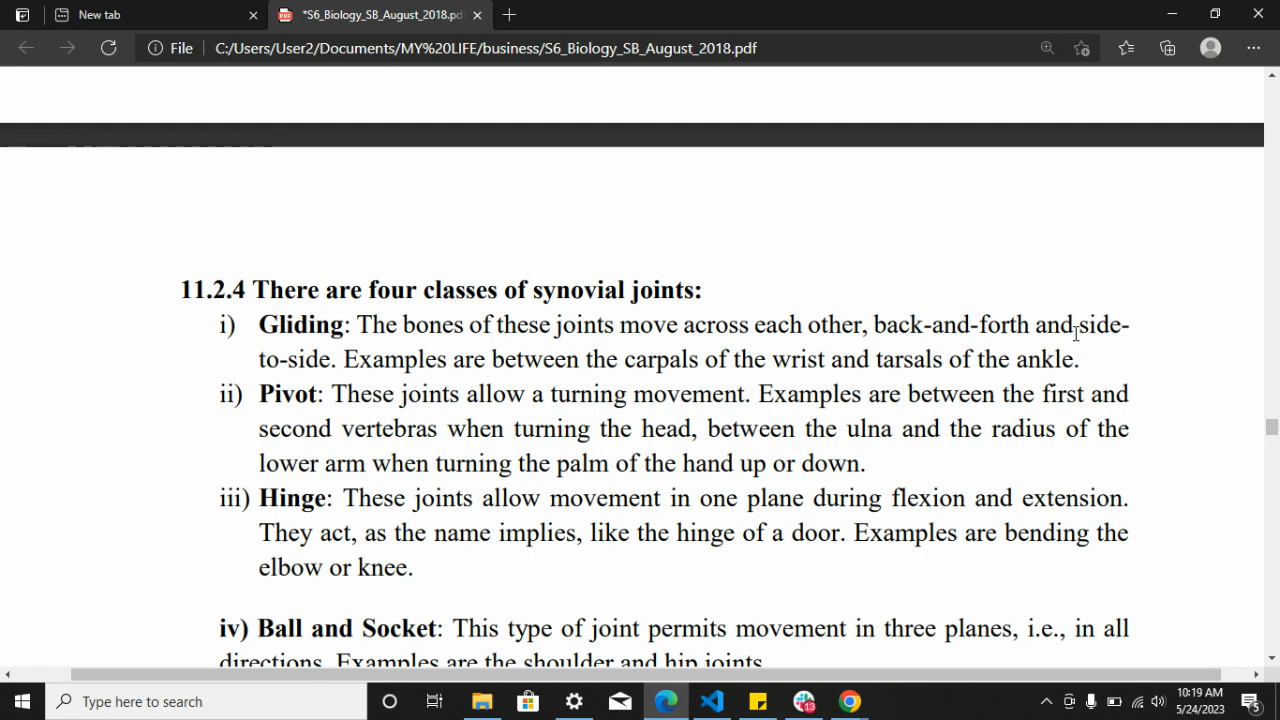 New tab
*S6_Biology_SB_August_2018.pd
File
C:/Users/User2/Documents/MY%20LIFE/business/S6_Biology_SB_August_2018.pdf
11.2.4 There are four classes of synovial joints:
i) Gliding: The bones of these joints move across each other, back-and-forth and side-
to-side. Examples are between the carpals of the wrist and tarsals of the ankle.
ii) Pivot: These joints allow a turning movement. Examples are between the first and
second vertebras when turning the head, between the ulna and the radius of the
lower arm when turning the palm of the hand up or down.
iii) Hinge: These joints allow movement in one plane during flexion and extension.
They act, as the name implies, like the hinge of a door. Examples are bending the
elbow or knee.
iv) Ball and Socket: This type of joint permits movement in three planes, i.e., in all
directions. Examples are the shoulder and hip joints.
Type here to search
13
10:19 AM
5/24/2023
5